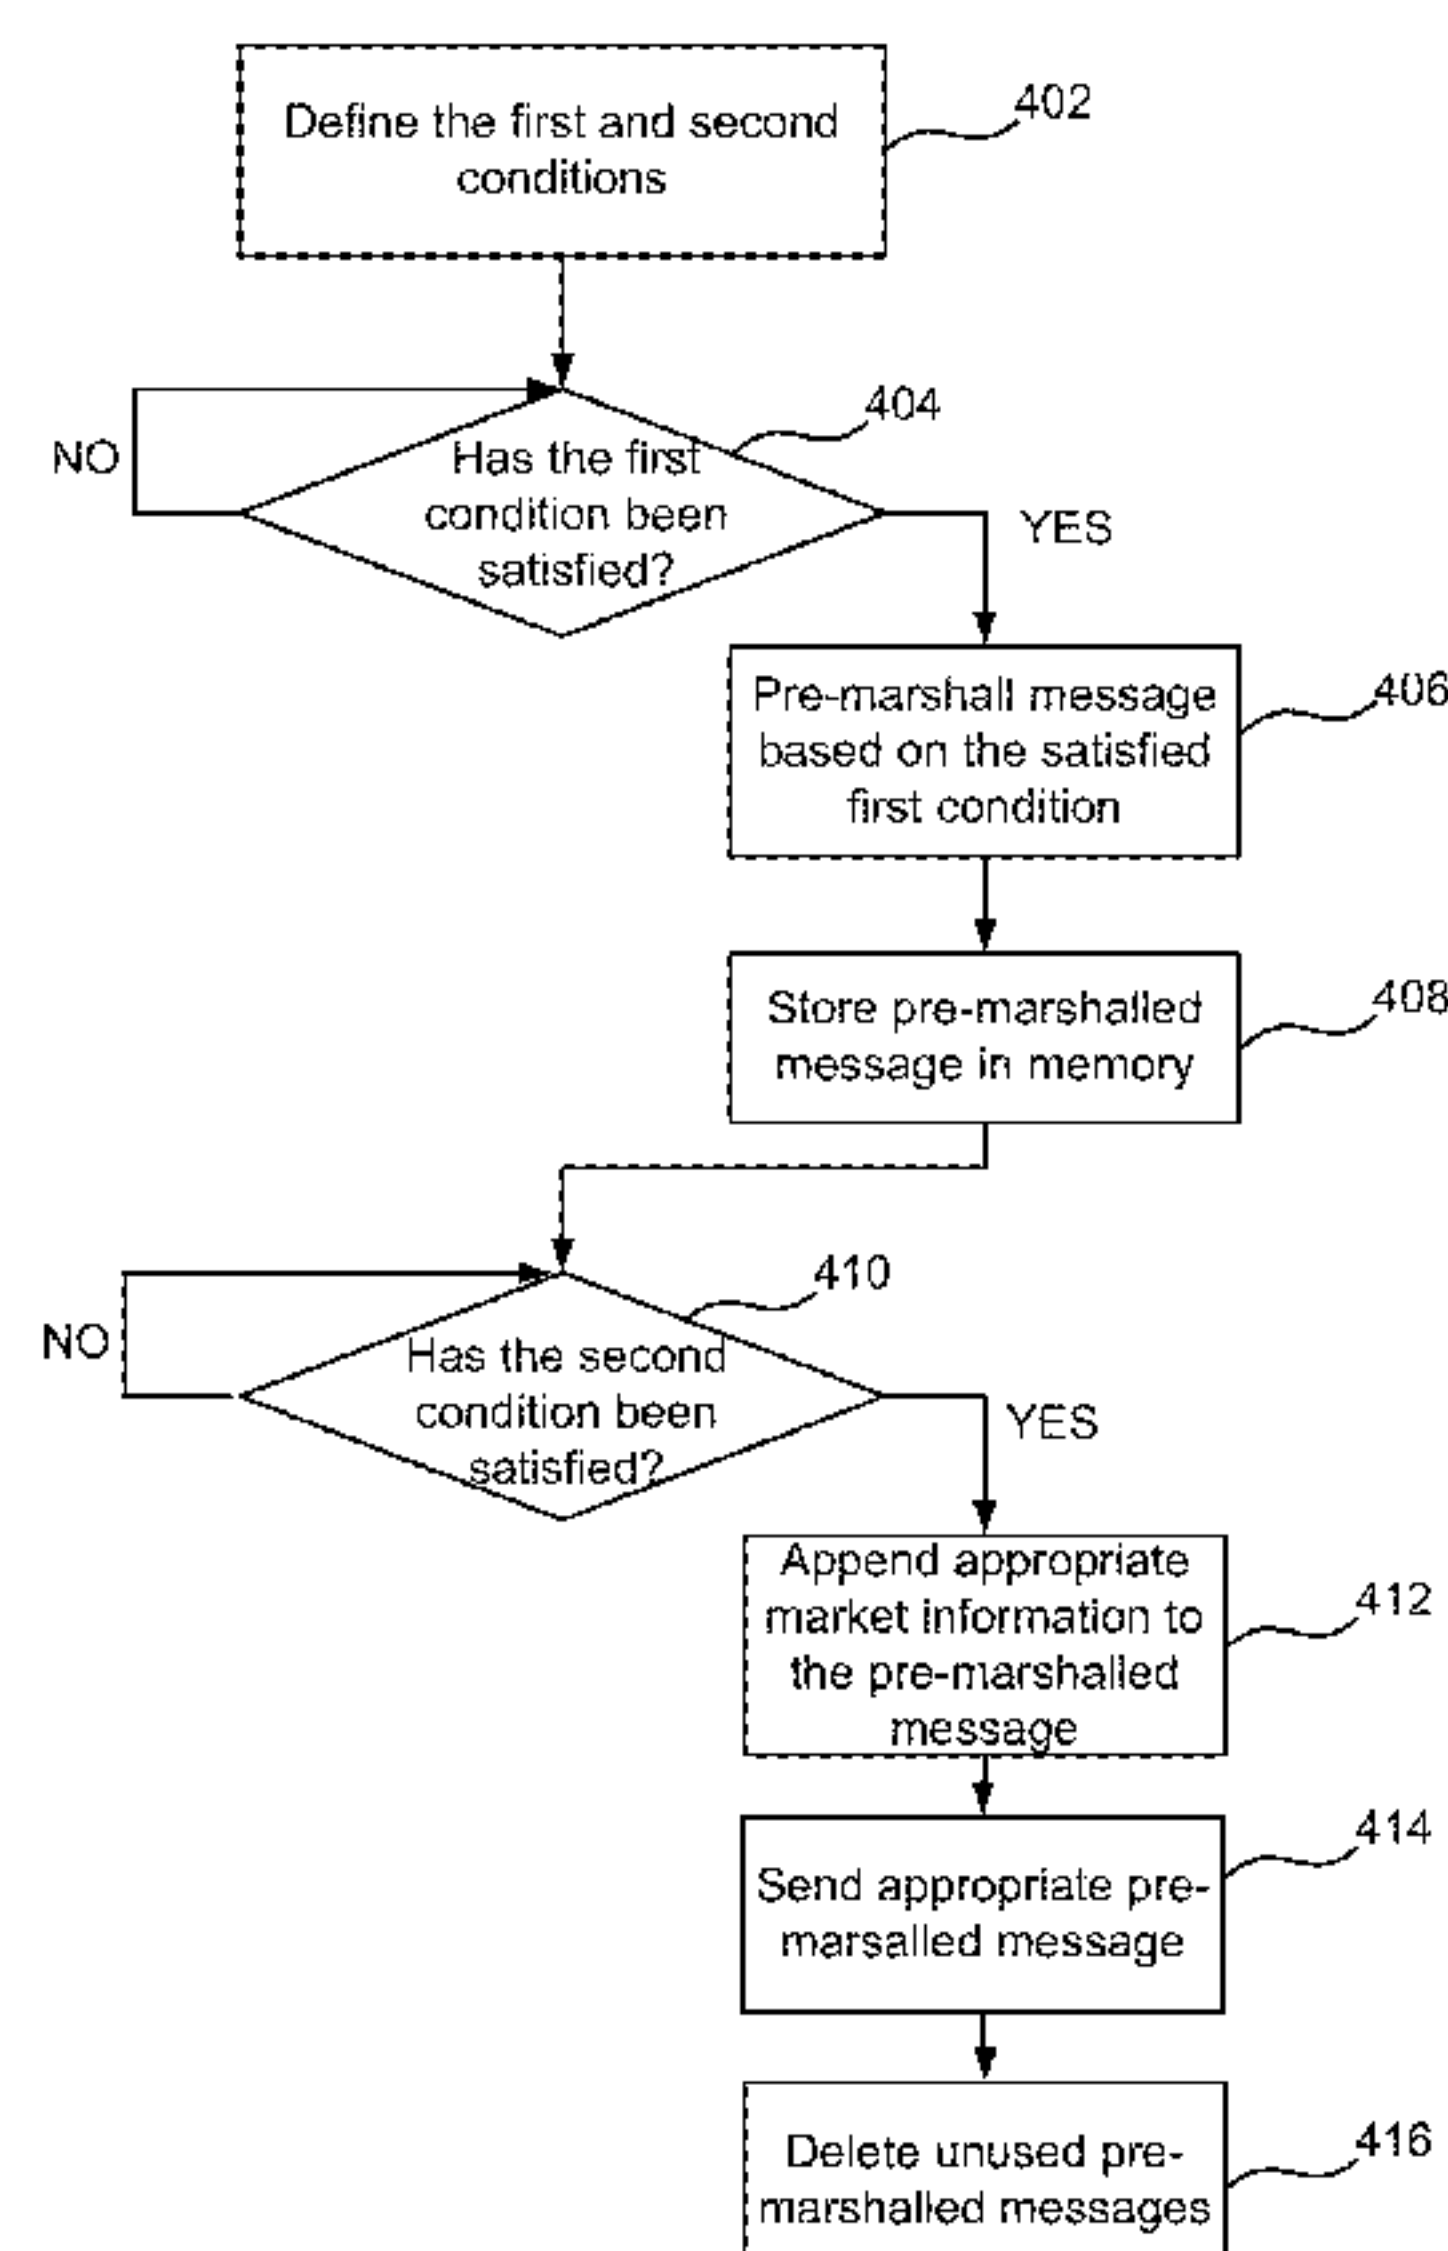 Define the first and second
conditions
402
404
NO
Has the first
condition been
satisfied?
YES
Pre-marshall message
based on the satisfied
first condition
406
Store pre-marshalled
message in memory
408
410
NO
Has the second
condition been
satisfied?
YES
Append appropriate
market information to
the pre-marshalled
message
412
414
Send appropriate pre-
marsalled message
416
Delete unused pre-
marshalled messages